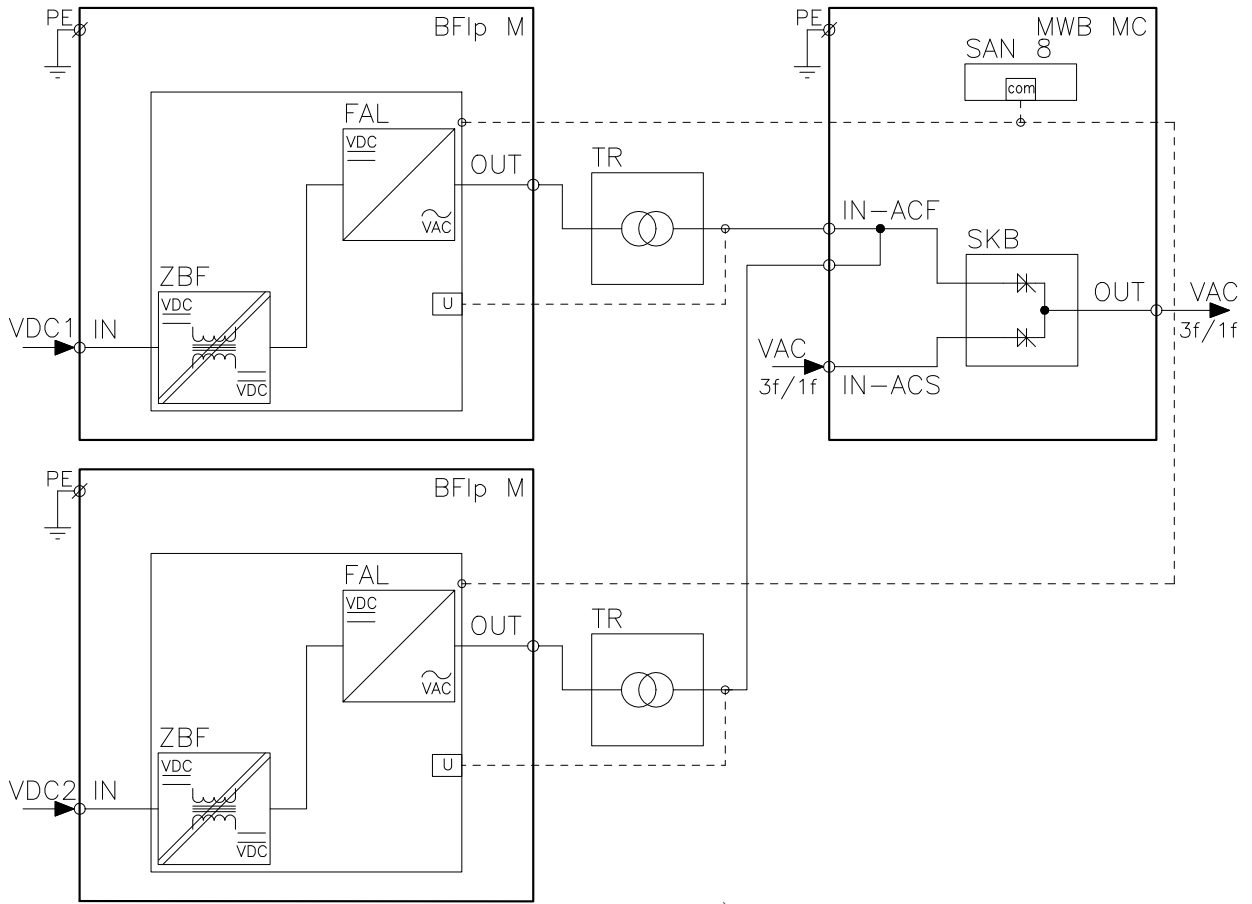 PE
BFIp M
FAL
VDC
VAC
OUT
ZBF
VDC
VDC
VDC1 IN
U
TR
PE
MWB MC
SAN 8
com
IN-ACF
SKB
OUT
VAC
3f/1f
VAC
3f/1f
IN-ACS
PE
BFIp M
FAL
VDC
VAC
OUT
ZBF
VDC
VDC
VDC2 IN
U
TR